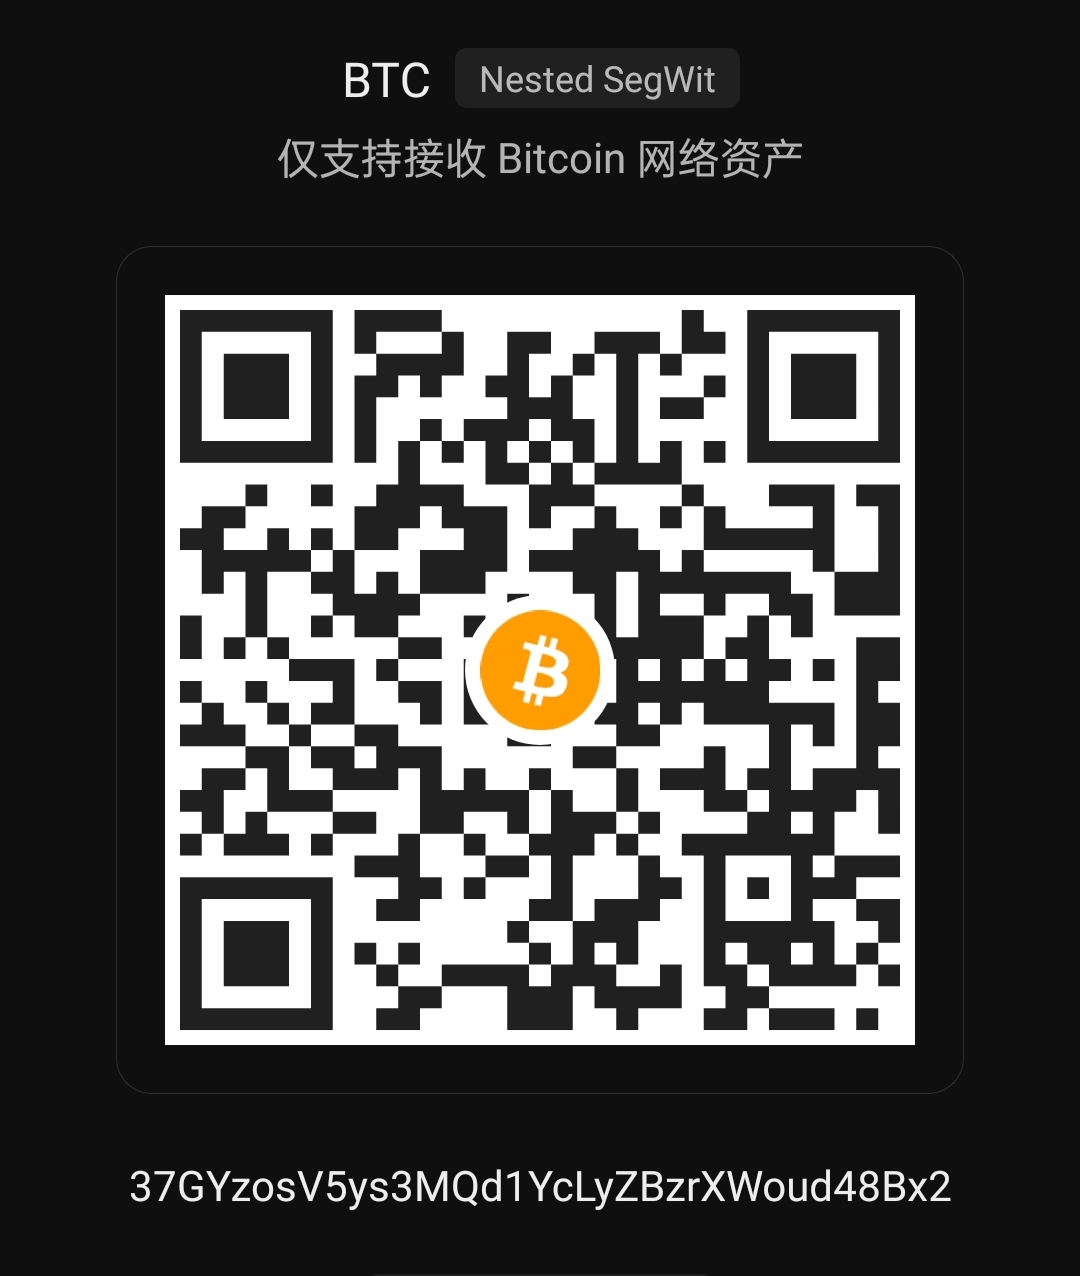 BTC Nested SegWit
仅支持接收 Bitcoin 网络资产
37GYzosV5ys3MQd1YcLyZBzrXWoud48Bx2